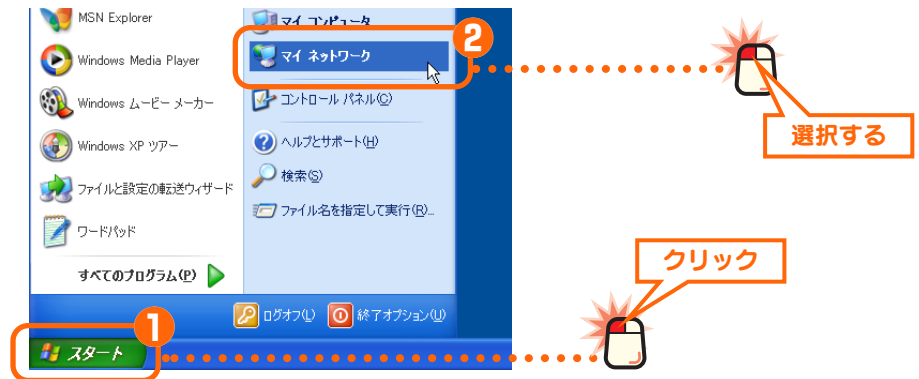 MSN Explorer
Windows Media Player
Windows ムービー メーカー
Windows XP ツアー
ファイルと設定の転送ウィザード
ワードパッド
すべてのプログラム(P)
マイ コンピュータ
マイ ネットワーク
2
コントロール パネル(C)
ヘルプとサポート(H)
検索(S)
ファイル名を指定して実行(R)...
ログオフ(L)
終了オプション(U)
1
スタート
選択する
クリック